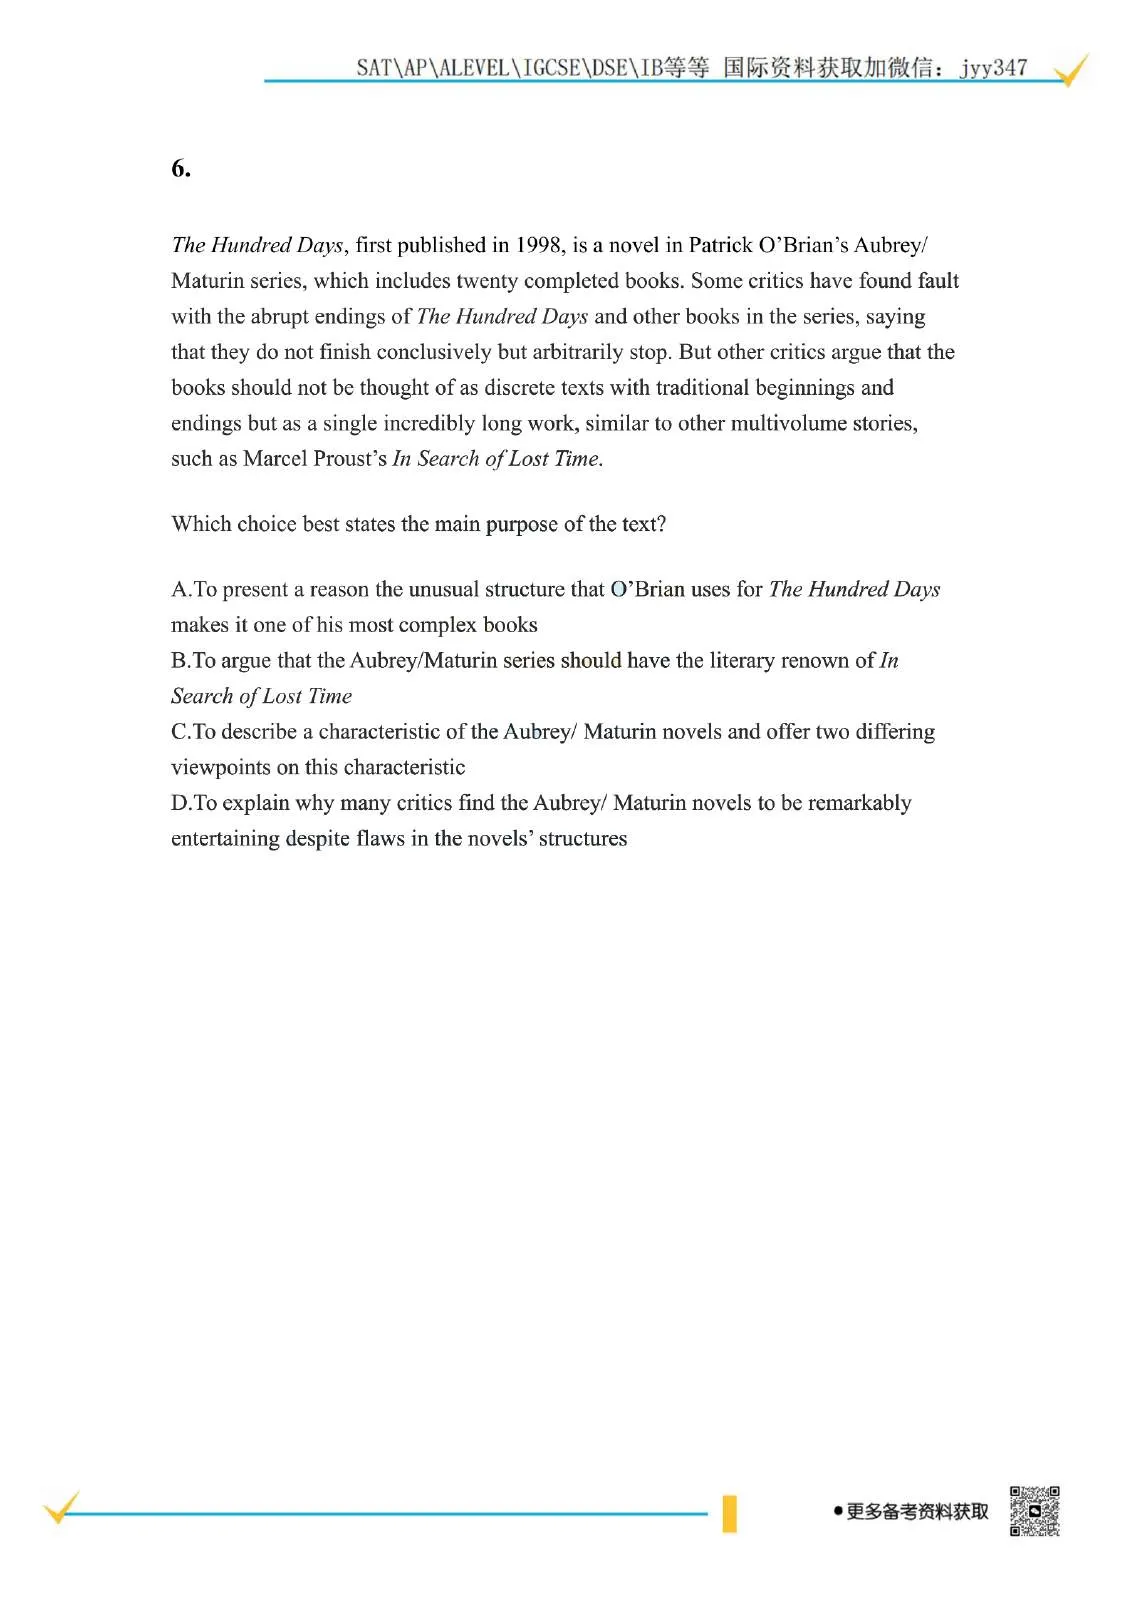 SAT\AP\ALEVEL\IGCSE\DSE\IB等等 国际资料获取加微信：jyy347
6.
The Hundred Days, first published in 1998, is a novel in Patrick O’Brian’s Aubrey/
Maturin series, which includes twenty completed books. Some critics have found fault
with the abrupt endings of The Hundred Days and other books in the series, saying
that they do not finish conclusively but arbitrarily stop. But other critics argue that the
books should not be thought of as discrete texts with traditional beginnings and
endings but as a single incredibly long work, similar to other multivolume stories,
such as Marcel Proust’s In Search of Lost Time.
Which choice best states the main purpose of the text?
A.To present a reason the unusual structure that O’Brian uses for The Hundred Days
makes it one of his most complex books
B.To argue that the Aubrey/Maturin series should have the literary renown of In
Search of Lost Time
C.To describe a characteristic of the Aubrey/ Maturin novels and offer two differing
viewpoints on this characteristic
D.To explain why many critics find the Aubrey/ Maturin novels to be remarkably
entertaining despite flaws in the novels’ structures
●更多备考资料获取